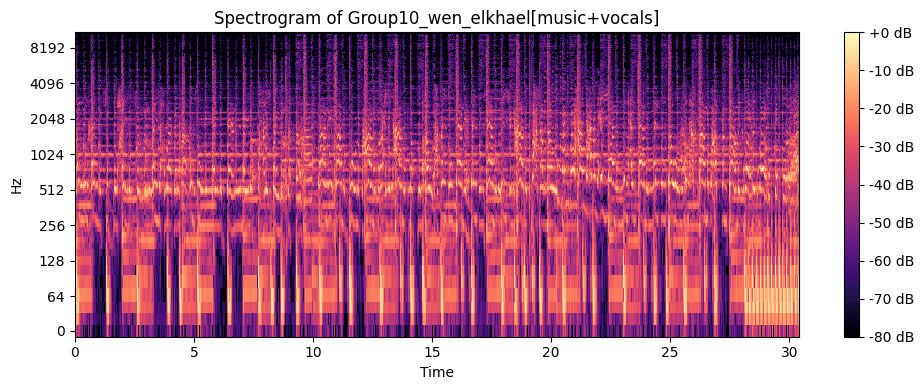 Spectrogram of Group10_wen_elkhael[music+vocals]
8192
4096
2048
1024
512
256
128
64
0
Hz
0
5
10
15
20
25
30
Time
+0 dB
-10 dB
-20 dB
-30 dB
-40 dB
-50 dB
-60 dB
-70 dB
-80 dB